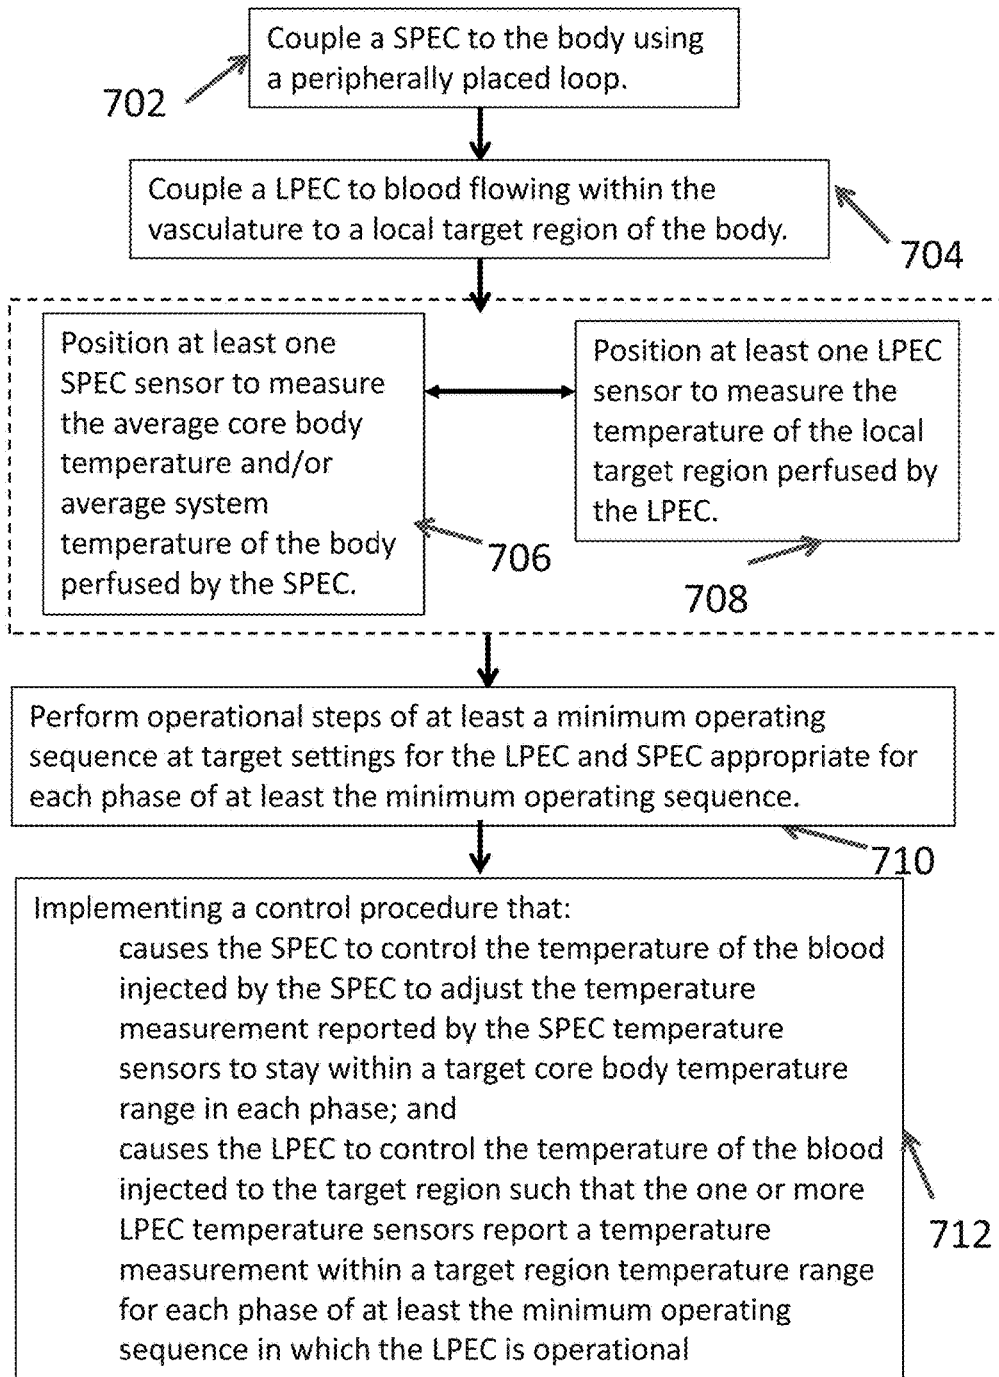 Couple a SPEC to the body using
a peripherally placed loop.
702
Couple a LPEC to blood flowing within the
vasculature to a local target region of the body.
704
Position at least one
SPEC sensor to measure
the average core body
temperature and/or
average system
temperature of the body
perfused by the SPEC.
706
Position at least one LPEC
sensor to measure the
temperature of the local
target region perfused by
the LPEC.
708
Perform operational steps of at least a minimum operating
sequence at target settings for the LPEC and SPEC appropriate for
each phase of at least the minimum operating sequence.
710
Implementing a control procedure that:
causes the SPEC to control the temperature of the blood
injected by the SPEC to adjust the temperature
measurement reported by the SPEC temperature
sensors to stay within a target core body temperature
range in each phase; and
causes the LPEC to control the temperature of the blood
injected to the target region such that the one or more
LPEC temperature sensors report a temperature
measurement within a target region temperature range
for each phase of at least the minimum operating
sequence in which the LPEC is operational
712